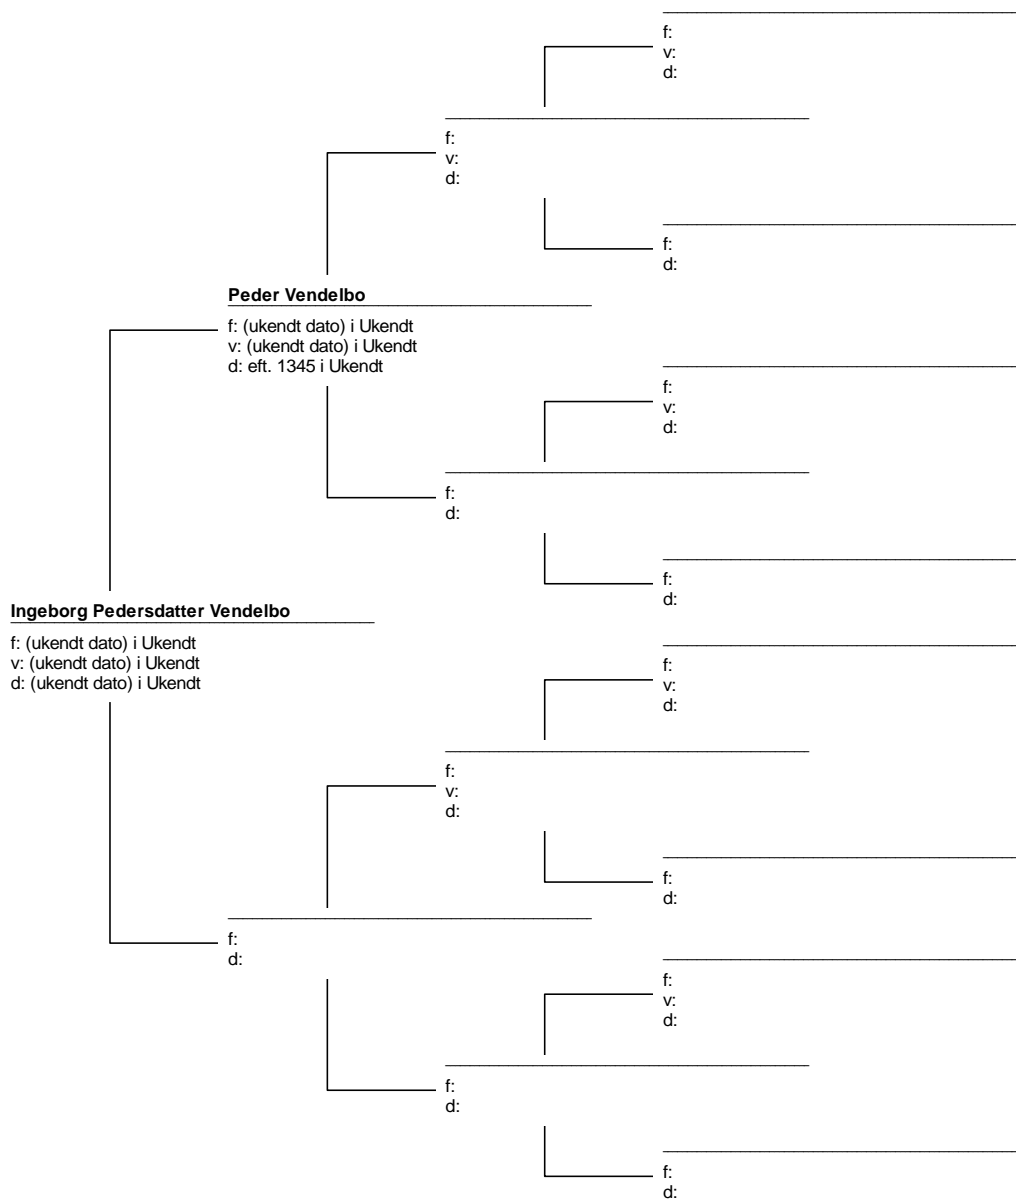 f:
v:
d:
f:
v:
d:
f:
d:
Peder Vendelbo
f: (ukendt dato) i Ukendt
v: (ukendt dato) i Ukendt
d: eft. 1345 i Ukendt
f:
v:
d:
f:
d:
f:
d:
Ingeborg Pedersdatter Vendelbo
f: (ukendt dato) i Ukendt
v: (ukendt dato) i Ukendt
d: (ukendt dato) i Ukendt
f:
v:
d:
f:
v:
d:
f:
d:
f:
d:
f:
v:
d:
f:
d:
f:
d: